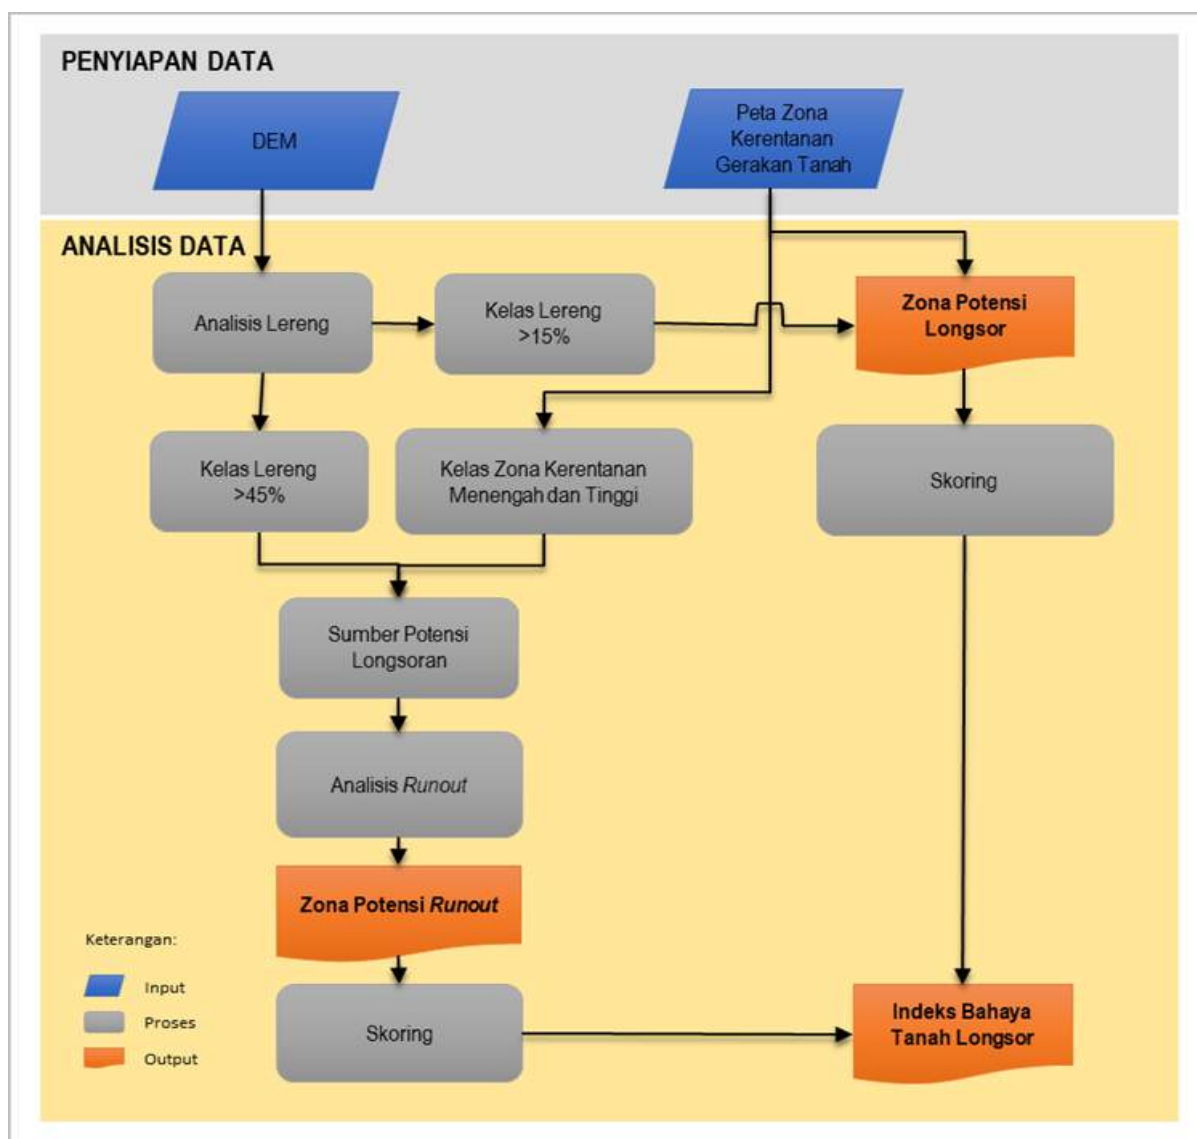 PENYIAPAN DATA
DEM
Peta Zona
Kerentanan
Gerakan Tanah
ANALISIS DATA
Analisis Lereng
Kelas Lereng
>15%
Zona Potensi
Longsor
Kelas Lereng
>45%
Kelas Zona Kerentanan
Menengah dan Tinggi
Skoring
Sumber Potensi
Longsoran
Analisis Runout
Zona Potensi Runout
Skoring
Indeks Bahaya
Tanah Longsor
Keterangan:
Input
Proses
Output